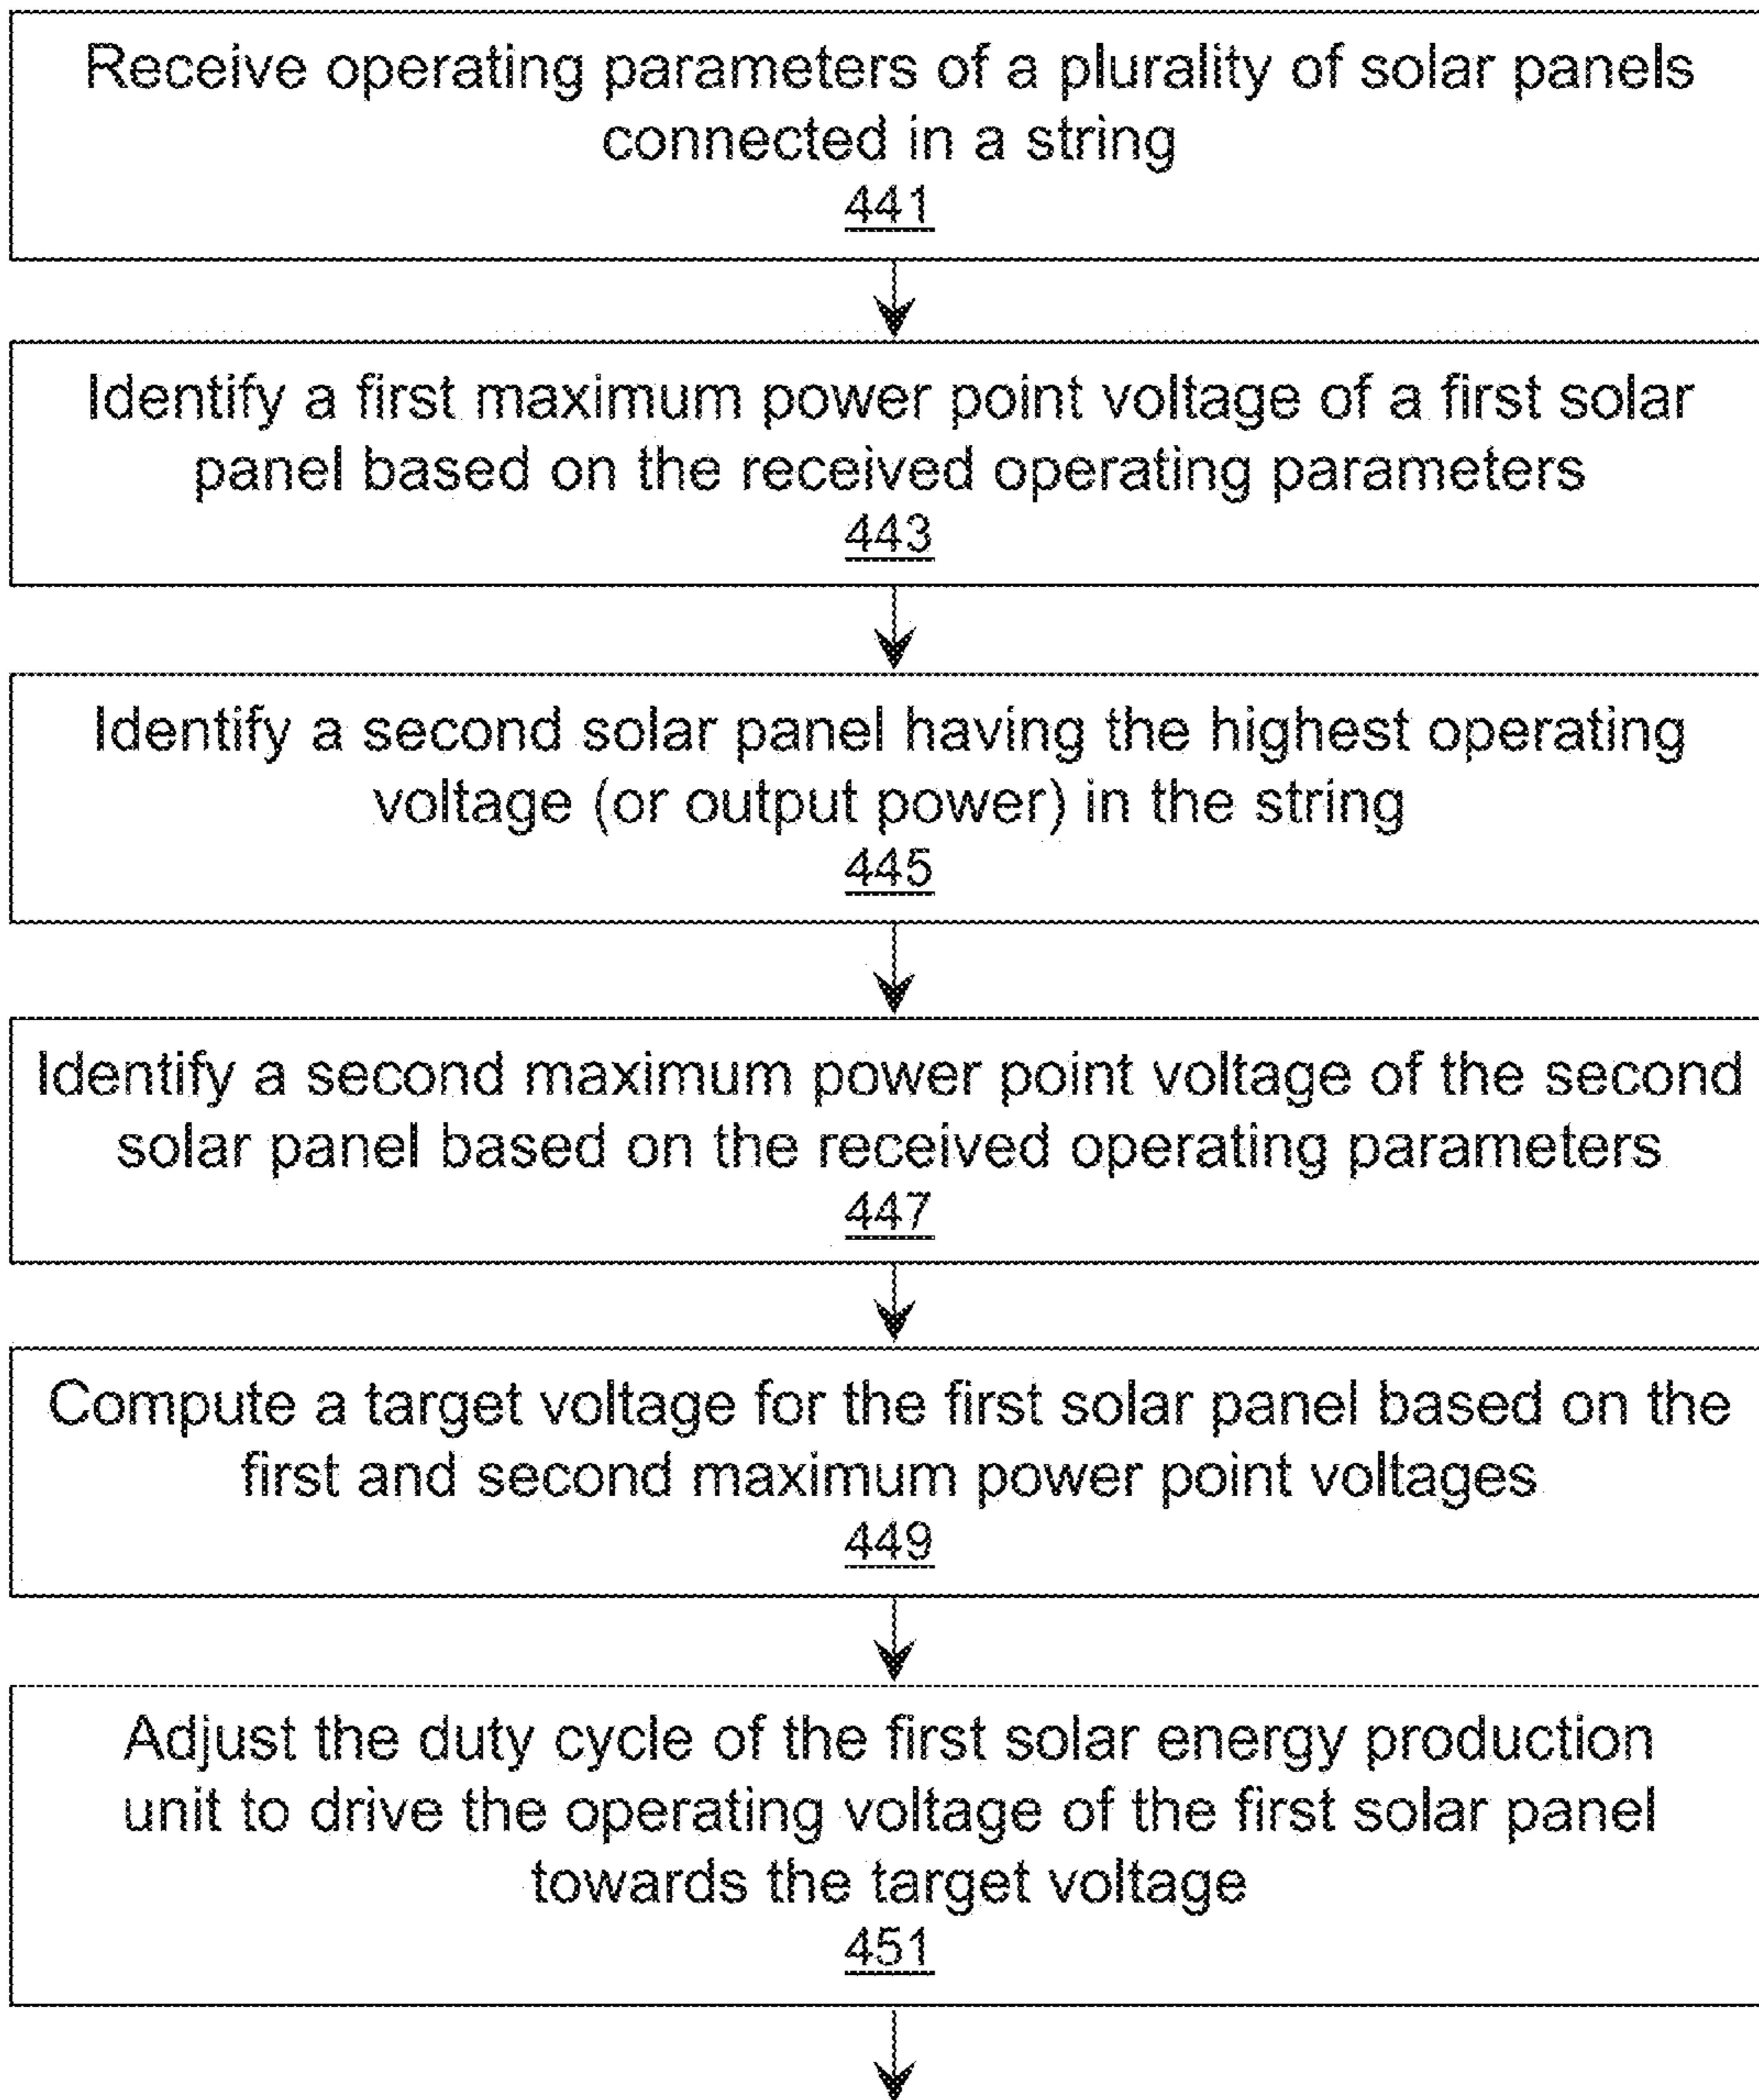 Receive operating parameters of a plurality of solar panels
connected in a string
441
Identify a first maximum power point voltage of a first solar
panel based on the received operating parameters
443
Identify a second solar panel having the highest operating
voltage (or output power) in the string
445
Identify a second maximum power point voltage of the second
solar panel based on the received operating parameters
447
Compute a target voltage for the first solar panel based on the
first and second maximum power point voltages
449
Adjust the duty cycle of the first solar energy production
unit to drive the operating voltage of the first solar panel
towards the target voltage
451